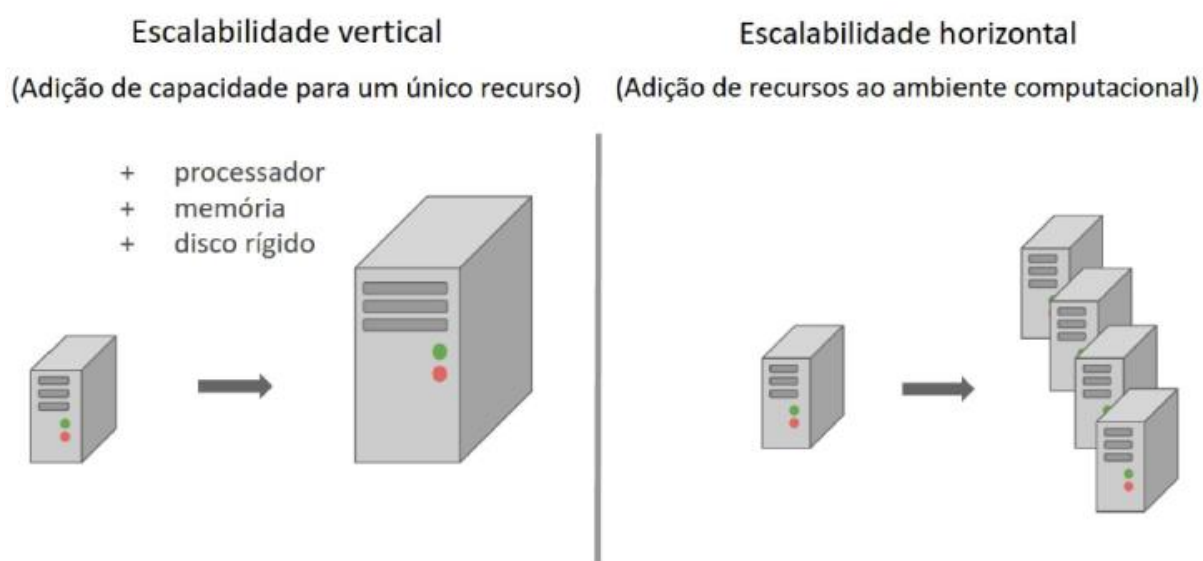 Escalabilidade vertical
(Adição de capacidade para um único recurso)
+ processador
+ memória
+ disco rígido
Escalabilidade horizontal
(Adição de recursos ao ambiente computacional)